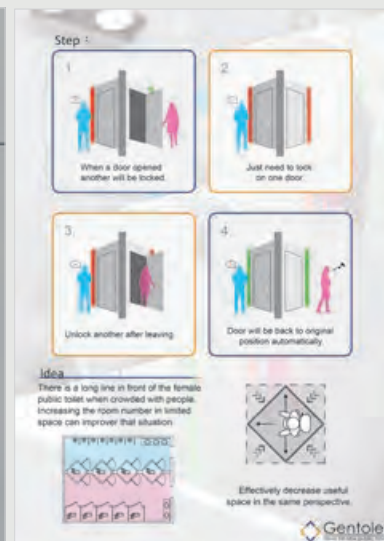 Step :
1.
When a door opened
another will be locked.
2.
Just need to lock
on one door
3.
Unlock another after leaving.
4.
Door will be back to original
position automatically
Idea
There is a long line in front of the female
public toilet when crowded with people.
Increasing the room number in limited
space can improver that situation
Effectively decrease useful
space in the same perspective.
Gentole